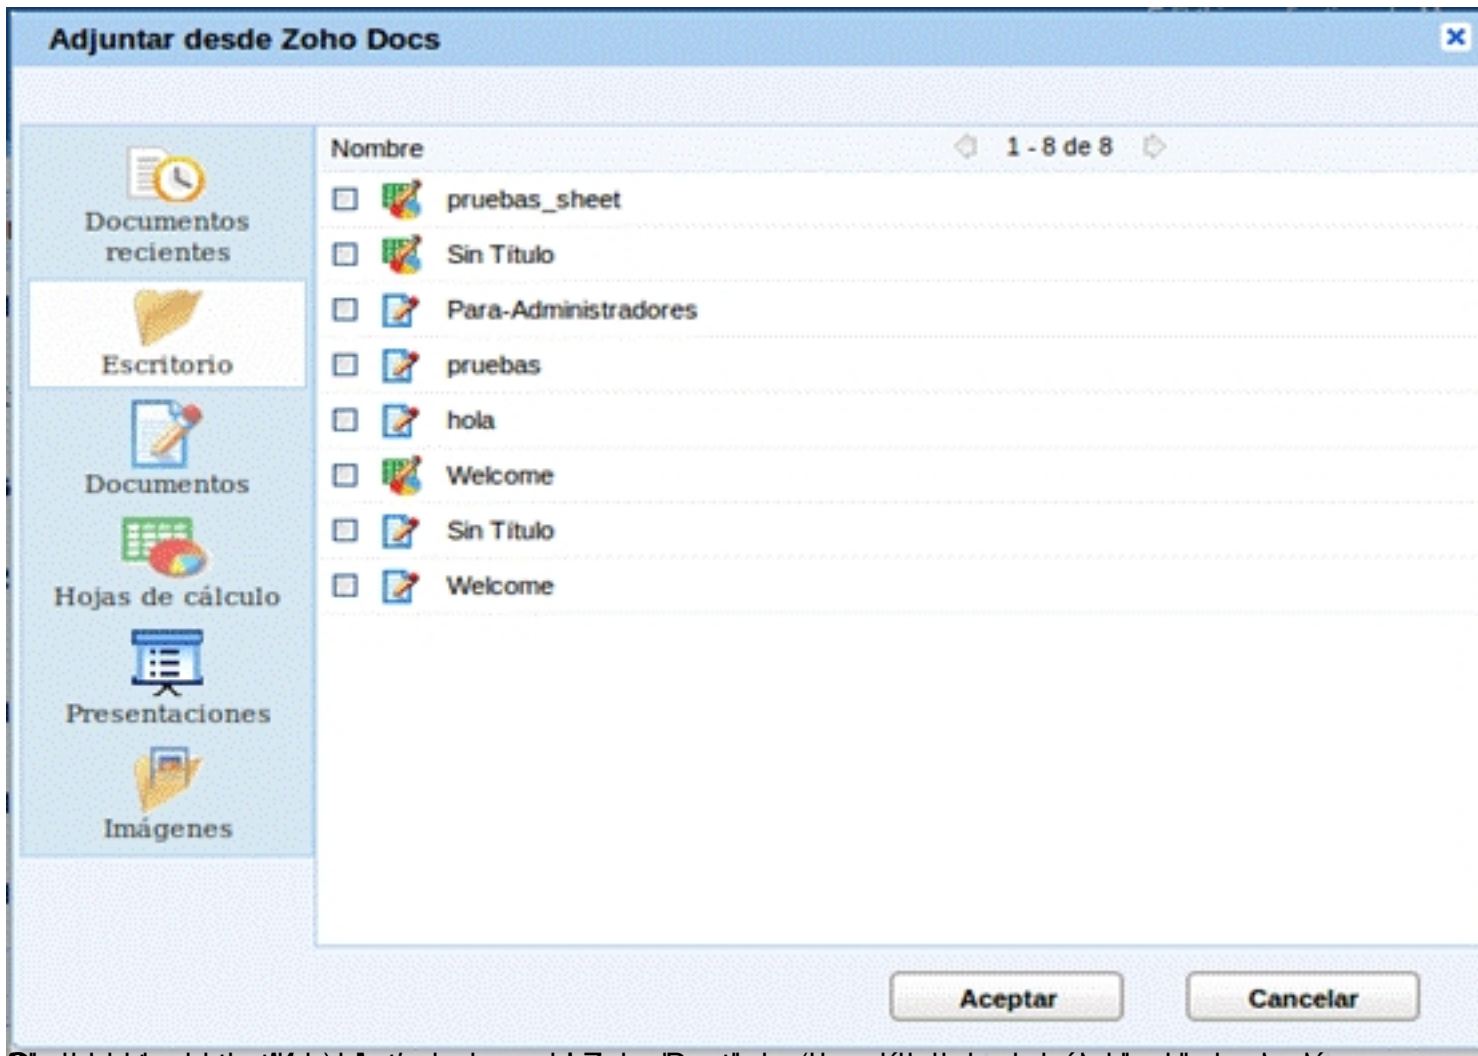 Adjuntar desde Zoho Docs
Documentos
recientes
Escritorio
Documentos
Hojas de cálculo
Presentaciones
Imágenes
Nombre
1 - 8 de 8
pruebas_sheet
Sin Título
Para-Administradores
pruebas
hola
Welcome
Sin Título
Welcome
Aceptar
Cancelar